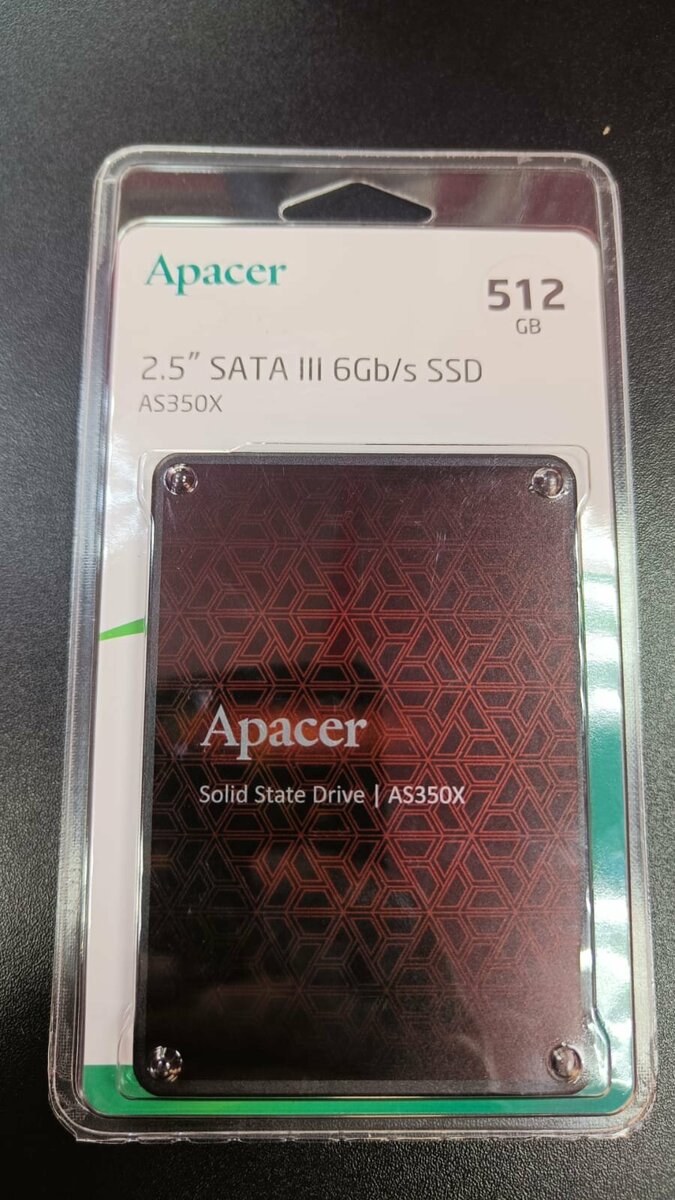 Apacer
512
GB
2.5" SATA III 6Gb/s SSD
AS350X
Apacer
Solid State Drive | AS350X